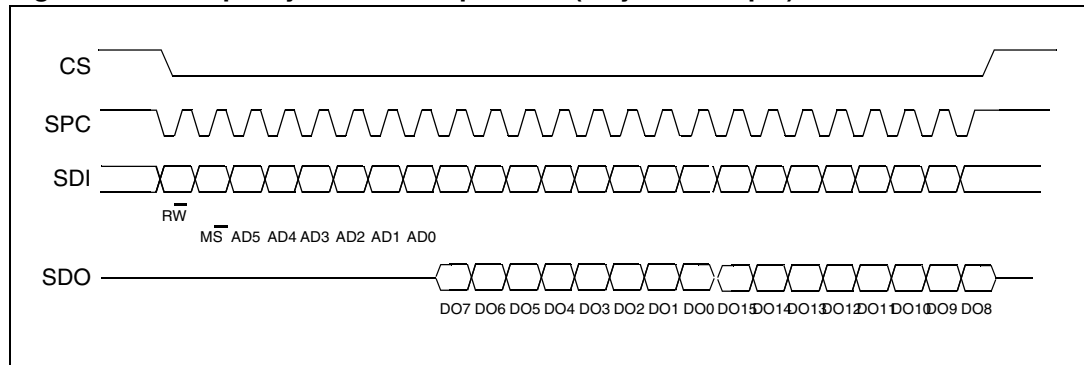 CS
SPC
SDI
RW̅
MS̅ AD5 AD4 AD3 AD2 AD1 AD0
SDO
DO7 DO6 DO5 DO4 DO3 DO2 DO1 DO0 DO15 DO14 DO13 DO12 DO11 DO10 DO9 DO8